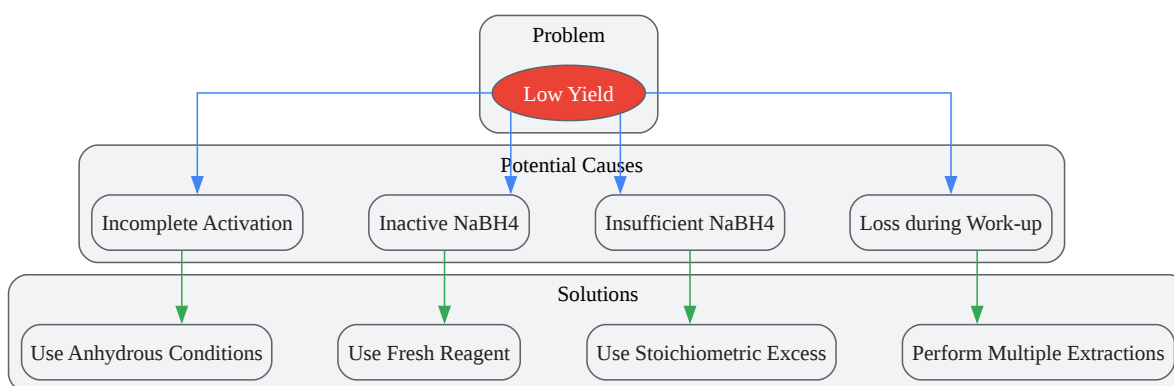 Problem
Low Yield
Potential Causes
Incomplete Activation
Inactive NaBH4
Insufficient NaBH4
Loss during Work-up
Solutions
Use Anhydrous Conditions
Use Fresh Reagent
Use Stoichiometric Excess
Perform Multiple Extractions